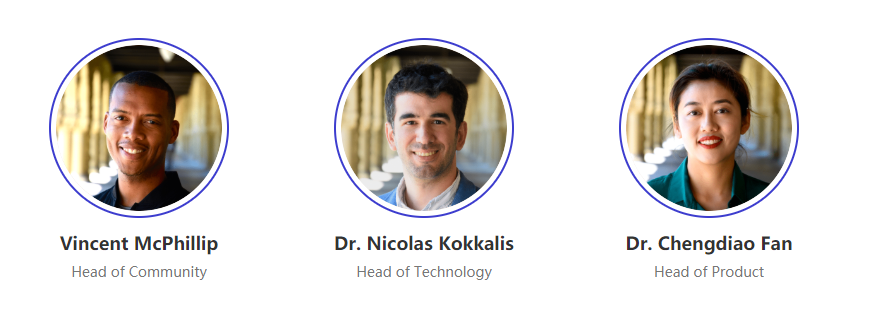 Vincent McPhillip
Head of Community
Dr. Nicolas Kokkalis
Head of Technology
Dr. Chengdiao Fan
Head of Product